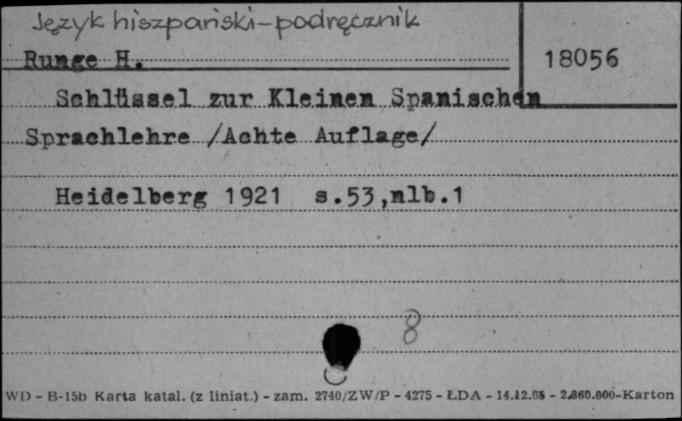 Język hiszpański-podręcznik
Runge H.
18056
Schlüssel zur Kleinen Spanischen
Sprachlehre /Achte Auflage/
Heidelberg 1921 s.53,nlb.1
8
WD - B-15b Karta katal. (z liniat.) - zam. 2740/ZW/P - 4275 - ŁDA - 14.12.65 - 2.860.000-Karton